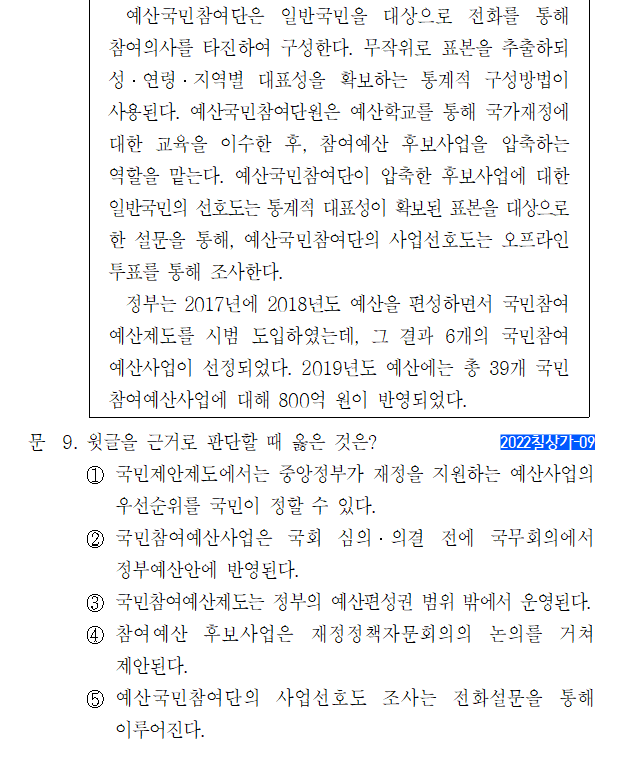 예산국민참여단은 일반국민을 대상으로 전화를 통해
참여의사를 타진하여 구성한다. 무작위로 표본을 추출하되
성·연령·지역별 대표성을 확보하는 통계적 구성방법이
사용된다. 예산국민참여단원은 예산학교를 통해 국가재정에
대한 교육을 이수한 후, 참여예산 후보사업을 압축하는
역할을 맡는다. 예산국민참여단이 압축한 후보사업에 대한
일반국민의 선호도는 통계적 대표성이 확보된 표본을 대상으로
한 설문을 통해, 예산국민참여단의 사업선호도는 오프라인
투표를 통해 조사한다.
정부는 2017년에 2018년도 예산을 편성하면서 국민참여
예산제도를 시범 도입하였는데, 그 결과 6개의 국민참여
예산사업이 선정되었다. 2019년도 예산에는 총 39개 국민
참여예산사업에 대해 800억 원이 반영되었다.
문 9. 윗글을 근거로 판단할 때 옳은 것은? 2022칠상가-09
① 국민제안제도에서는 중앙정부가 재정을 지원하는 예산사업의
우선순위를 국민이 정할 수 있다.
② 국민참여예산사업은 국회 심의·의결 전에 국무회의에서
정부예산안에 반영된다.
③ 국민참여예산제도는 정부의 예산편성권 범위 밖에서 운영된다.
④ 참여예산 후보사업은 재정정책자문회의의 논의를 거쳐
제안된다.
⑤ 예산국민참여단의 사업선호도 조사는 전화설문을 통해
이루어진다.